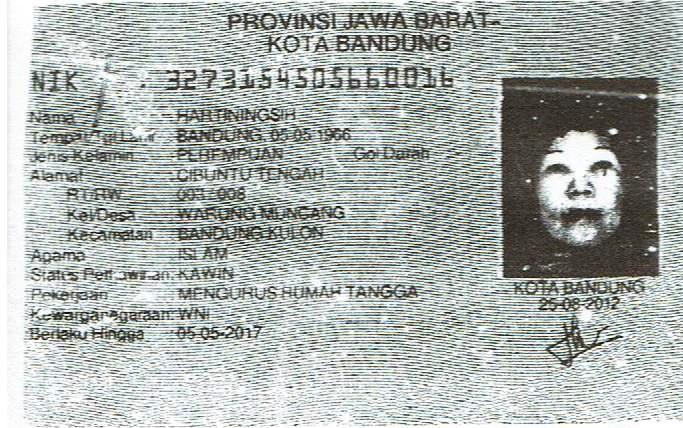 PROVINSI JAWA BARAT
KOTA BANDUNG
NIK : 3273154505660016
Nama HARTININGSIH
Tempat/Tgl Lahir : BANDUNG, 05-05-1966
Jenis Kelamin : PEREMPUAN Gol Darah
Alamat : CIBUNTU TENGAH
RT/RW : 003 / 008
Kel/Desa : WARUNG MUNCANG
Kecamatan : BANDUNG KULON
Agama : ISLAM
Status Perkawinan: KAWIN
Pekerjaan : MENGURUS RUMAH TANGGA
Kewarganegaraan: WNI
Berlaku Hingga : 05-05-2017
KOTA BANDUNG
25-08-2012